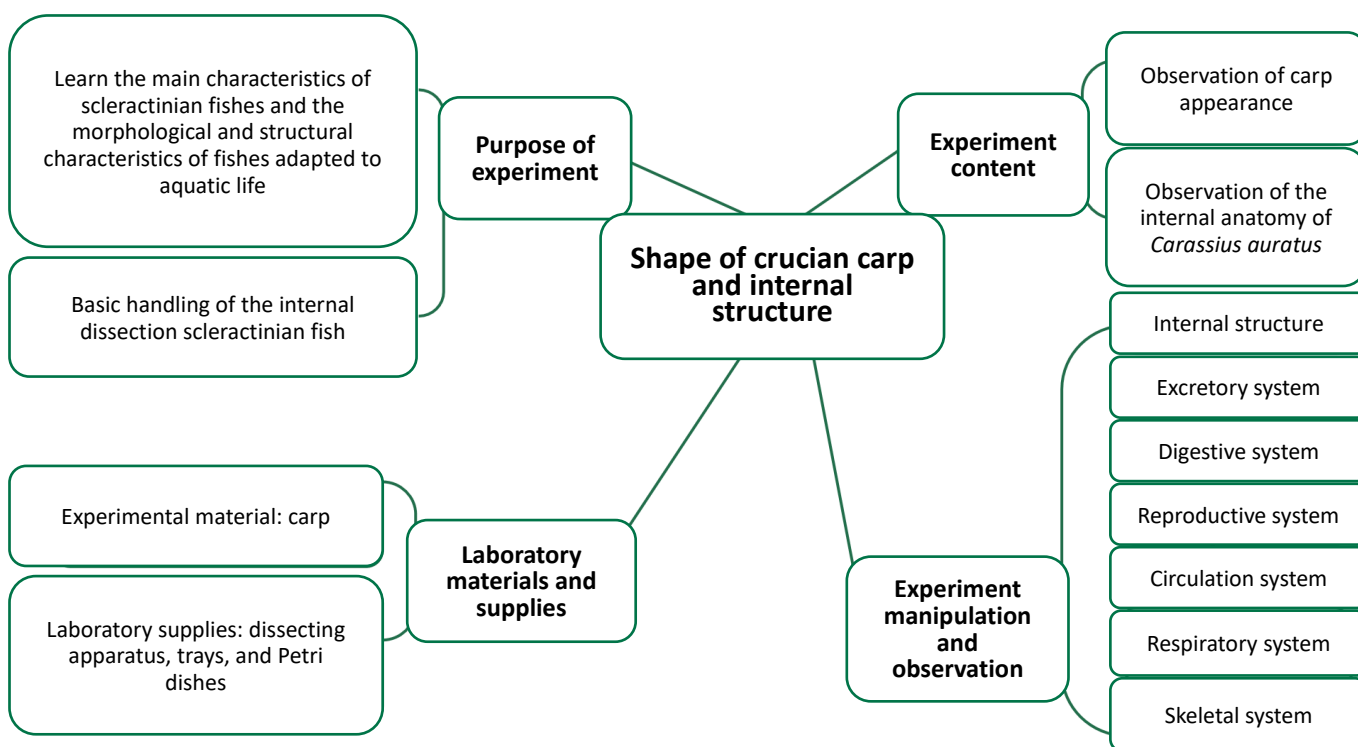 Learn the main characteristics of
scleractinian fishes and the
morphological and structural
characteristics of fishes adapted to
aquatic life
Basic handling of the internal
dissection scleractinian fish
Purpose of
experiment
Experiment
content
Observation of carp
appearance
Observation of the
internal anatomy of
Carassius auratus
Shape of crucian carp
and internal
structure
Experimental material: carp
Laboratory supplies: dissecting
apparatus, trays, and Petri
dishes
Laboratory
materials and
supplies
Experiment
manipulation
and
observation
Internal structure
Excretory system
Digestive system
Reproductive system
Circulation system
Respiratory system
Skeletal system